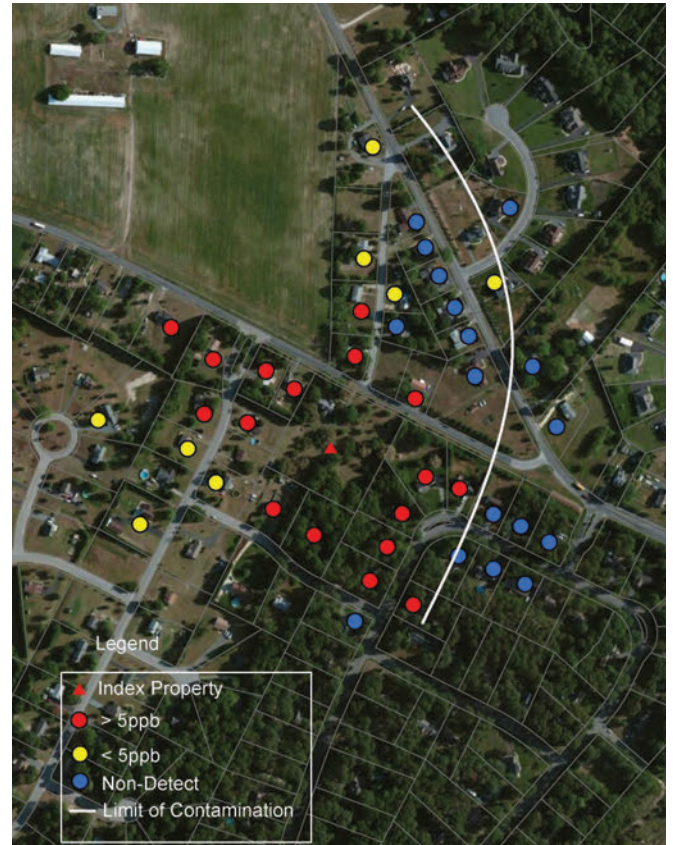 Legend
Index Property
> 5ppb
< 5ppb
Non-Detect
Limit of Contamination